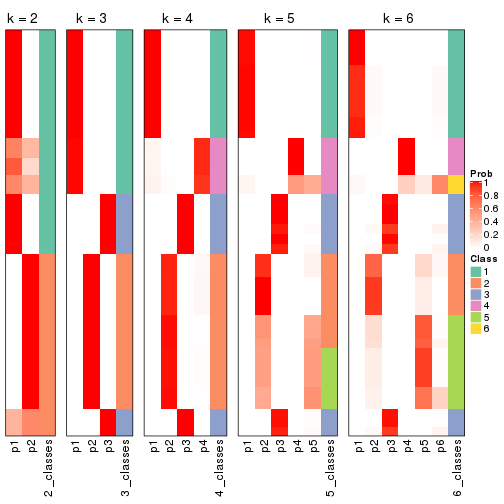 k = 2
k = 3
k = 4
k = 5
k = 6
Prob
1
0.8
0.6
0.4
0.2
0
Class
1
2
3
4
5
6
p1
p2
2_classes
p1
p2
p3
3_classes
p1
p2
p3
p4
4_classes
p1
p2
p3
p4
p5
5_classes
p1
p2
p3
p4
p5
p6
6_classes